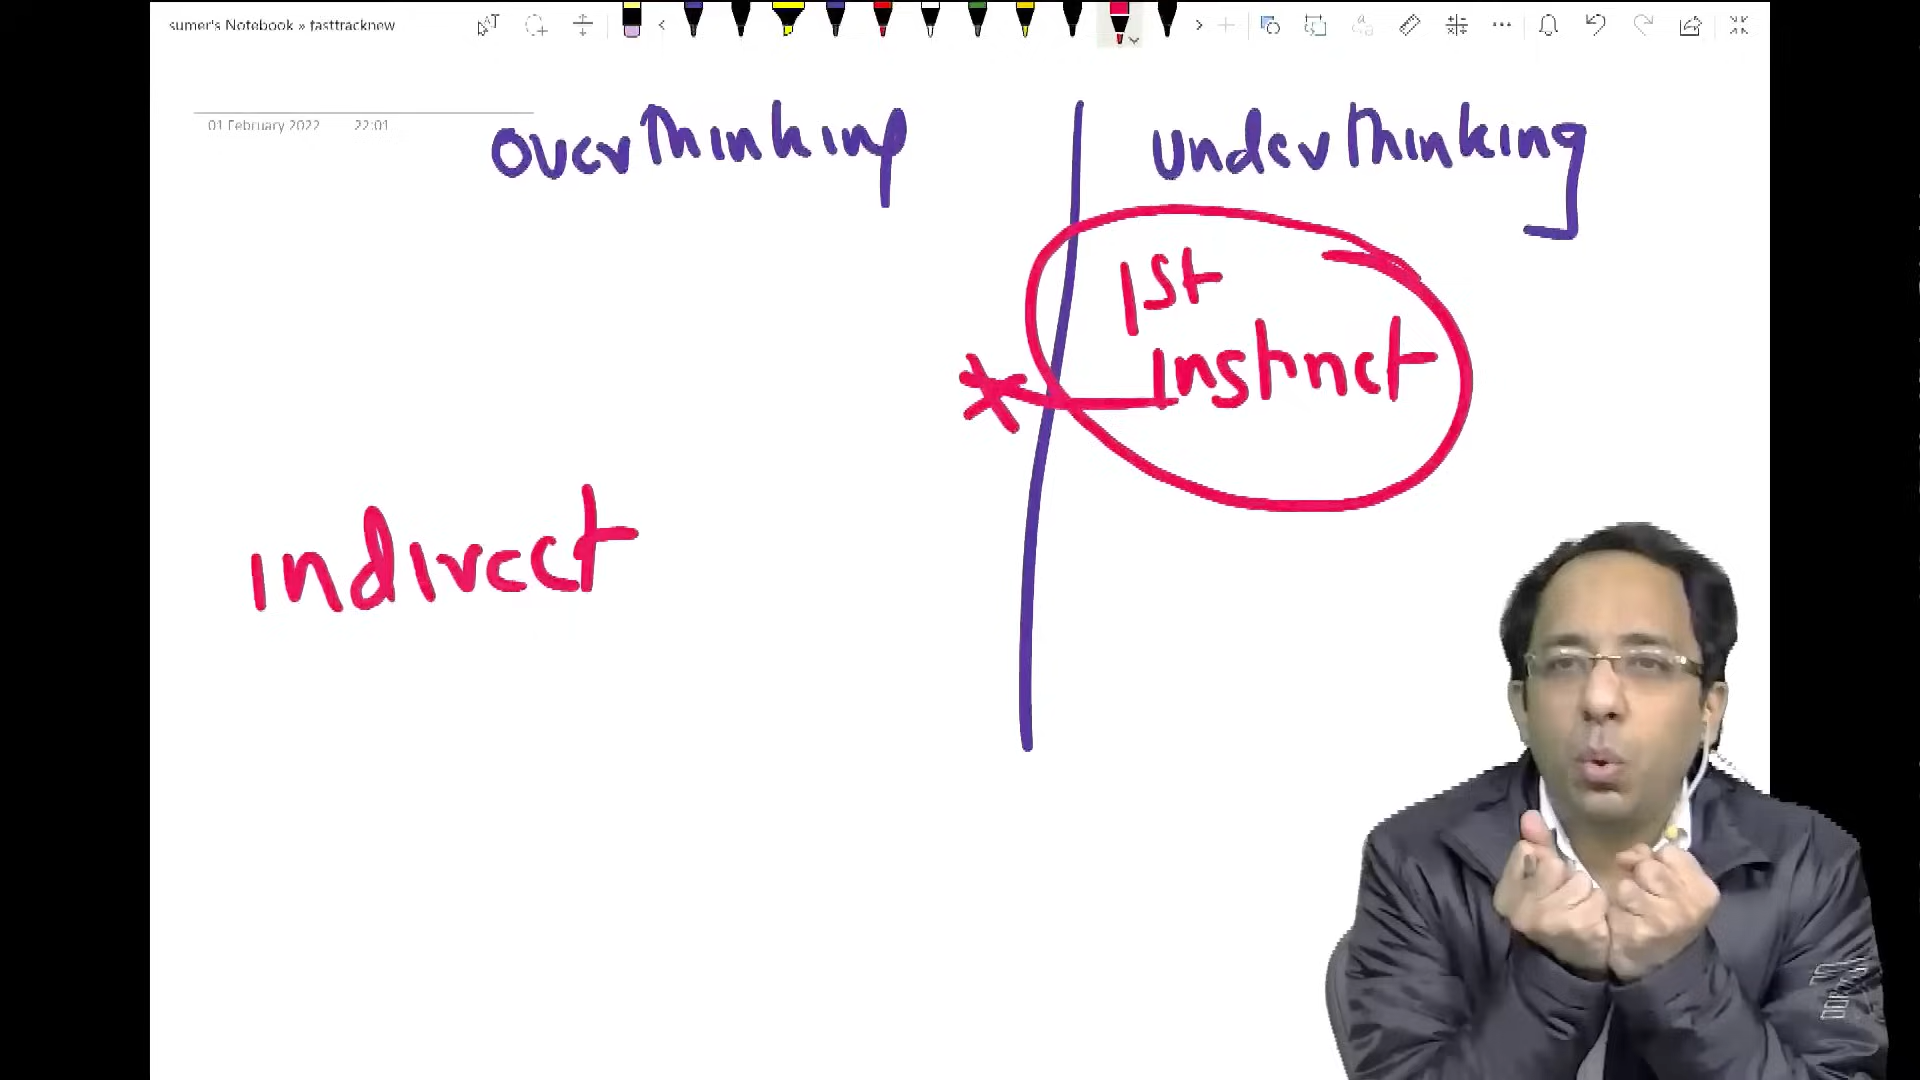 sumer's Notebook » fasttracknew
01 February 2022 22:01
overthinking
underthinking
1st
instinct
indirect